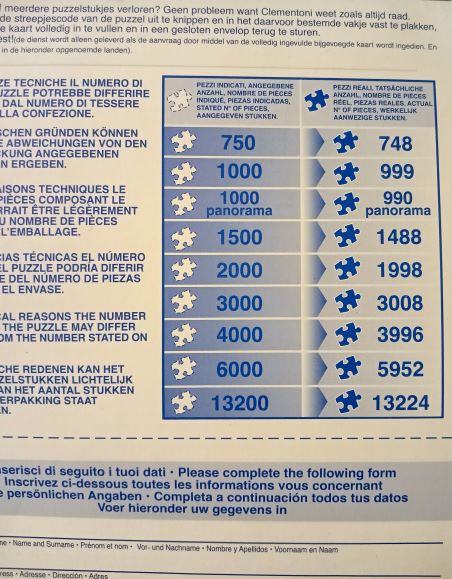 meerdere puzzelstukjes verloren? Geen probleem want Clementoni weet zoals altijd raad.
de streepjescode van de puzzel uit te knippen en in het daarvoor bestemde vakje vast te plakken,
e kaart volledig in te vullen en in een gesloten envelop terug te sturen.
est!(de dienst wordt alleen geleverd als de aanvraag door middel van de volledig ingevulde bijgevoegde kaart wordt ingedien. En
in de hieronder opgenoemde landen).
ZE TECNICHE IL NUMERO DI
UZZLE POTREBBE DIFFERIRE
DAL NUMERO DI TESSERE
LLA CONFEZIONE.
SCHEN GRÜNDEN KÖNNEN
E ABWEICHUNGEN VON DEN
CKUNG ANGEGEBENEN
N ERGEBEN.
AISONS TECHNIQUES LE
PIÈCES COMPOSANT LE
RRAIT ÊTRE LÉGÈREMENT
U NOMBRE DE PIÈCES
L'EMBALLAGE.
CIAS TÉCNICAS EL NÚMERO
EL PUZZLE PODRÍA DIFERIR
E DEL NÚMERO DE PIEZAS
EL ENVASE.
CAL REASONS THE NUMBER
THE PUZZLE MAY DIFFER
OM THE NUMBER STATED ON
CHE REDENEN KAN HET
ZELSTUKKEN LICHTELIJK
AN HET AANTAL STUKKEN
ERPAKKING STAAT
N.
PEZZI INDICATI, ANGEGEBENE
ANZAHL, NOMBRE DE PIÈCES
INDIQUÉ, PIEZAS INDICADAS,
STATED N° OF PIECES,
AANGEGEVEN STUKKEN.
PEZZI REALI, TATSÄCHLICHE
ANZAHL, NOMBRE DE PIÈCES
RÉEL, PIEZAS REALES, ACTUAL
N° OF PIECES, WERKELIJK
AANWEZIGE STUKKEN.
750 748
1000 999
1000 990
panorama panorama
1500 1488
2000 1998
3000 3008
4000 3996
6000 5952
13200 13224
nserisci di seguito i tuoi dati · Please complete the following form
Inscrivez ci-dessous toutes les informations vous concernant
e persönlichen Angaben · Completa a continuación todos tus datos
Voer hieronder uw gegevens in
me · Name and Surname · Prénom et nom · Vor- und Nachname · Nombre y Apellidos · Voornaam en Naam
ress · Adresse · Dirección · Adres